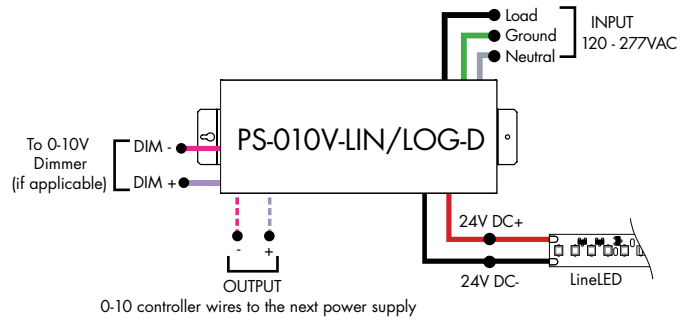 Load
Ground
Neutral
INPUT
120 - 277VAC
PS-010V-LIN/LOG-D
To 0-10V
Dimmer
(if applicable)
DIM -
DIM +
- +
OUTPUT
0-10 controller wires to the next power supply
24V DC+
24V DC-
LineLED